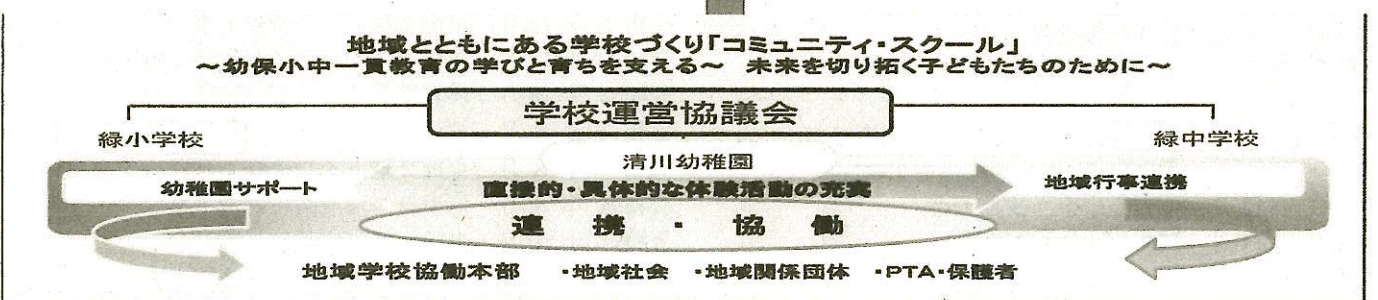 地域とともにある学校づくり「コミュニティ・スクール」
～幼保小中一貫教育の学びと育ちを支える～　未来を切り拓く子どもたちのために～
学校運営協議会
緑小学校
緑中学校
清川幼稚園
幼稚園サポート
直接的・具体的な体験活動の充実
地域行事連携
連携・協働
地域学校協働本部　・地域社会　・地域関係団体　・PTA・保護者